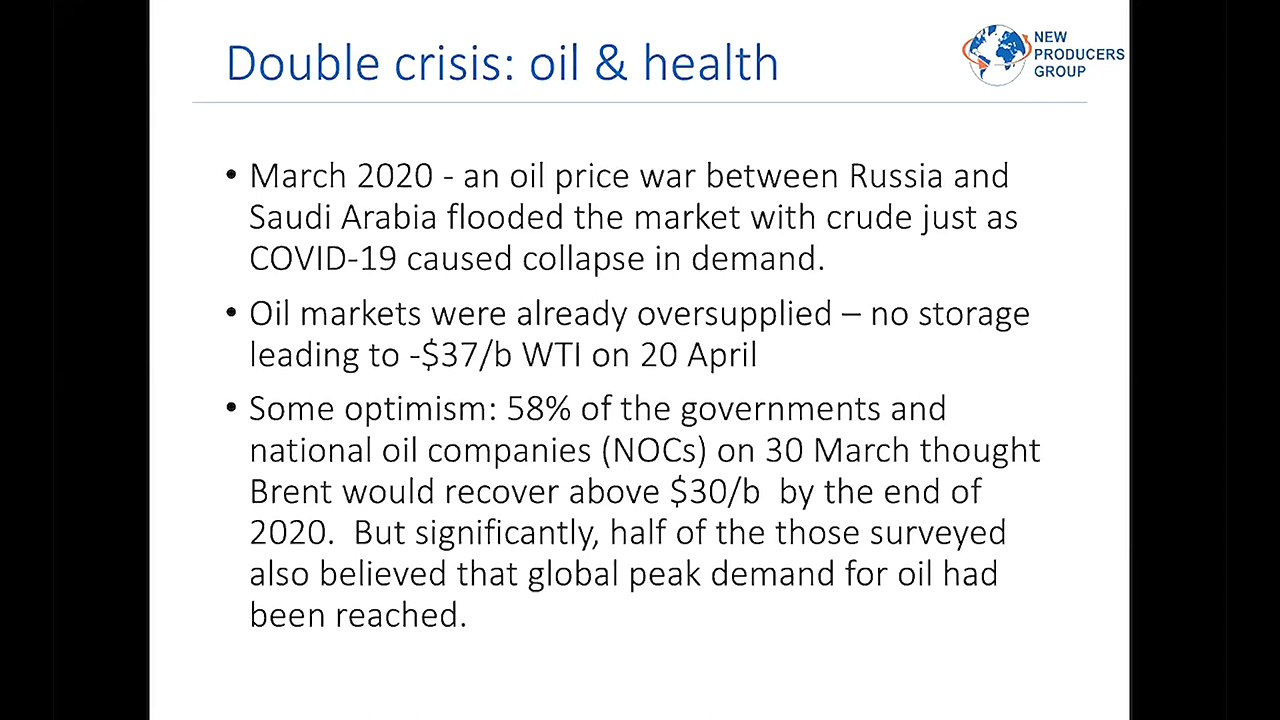 Double crisis: oil & health
NEW
PRODUCERS
GROUP
• March 2020 - an oil price war between Russia and
Saudi Arabia flooded the market with crude just as
COVID-19 caused collapse in demand.
• Oil markets were already oversupplied – no storage
leading to -$37/b WTI on 20 April
• Some optimism: 58% of the governments and
national oil companies (NOCs) on 30 March thought
Brent would recover above $30/b  by the end of
2020.  But significantly, half of the those surveyed
also believed that global peak demand for oil had
been reached.